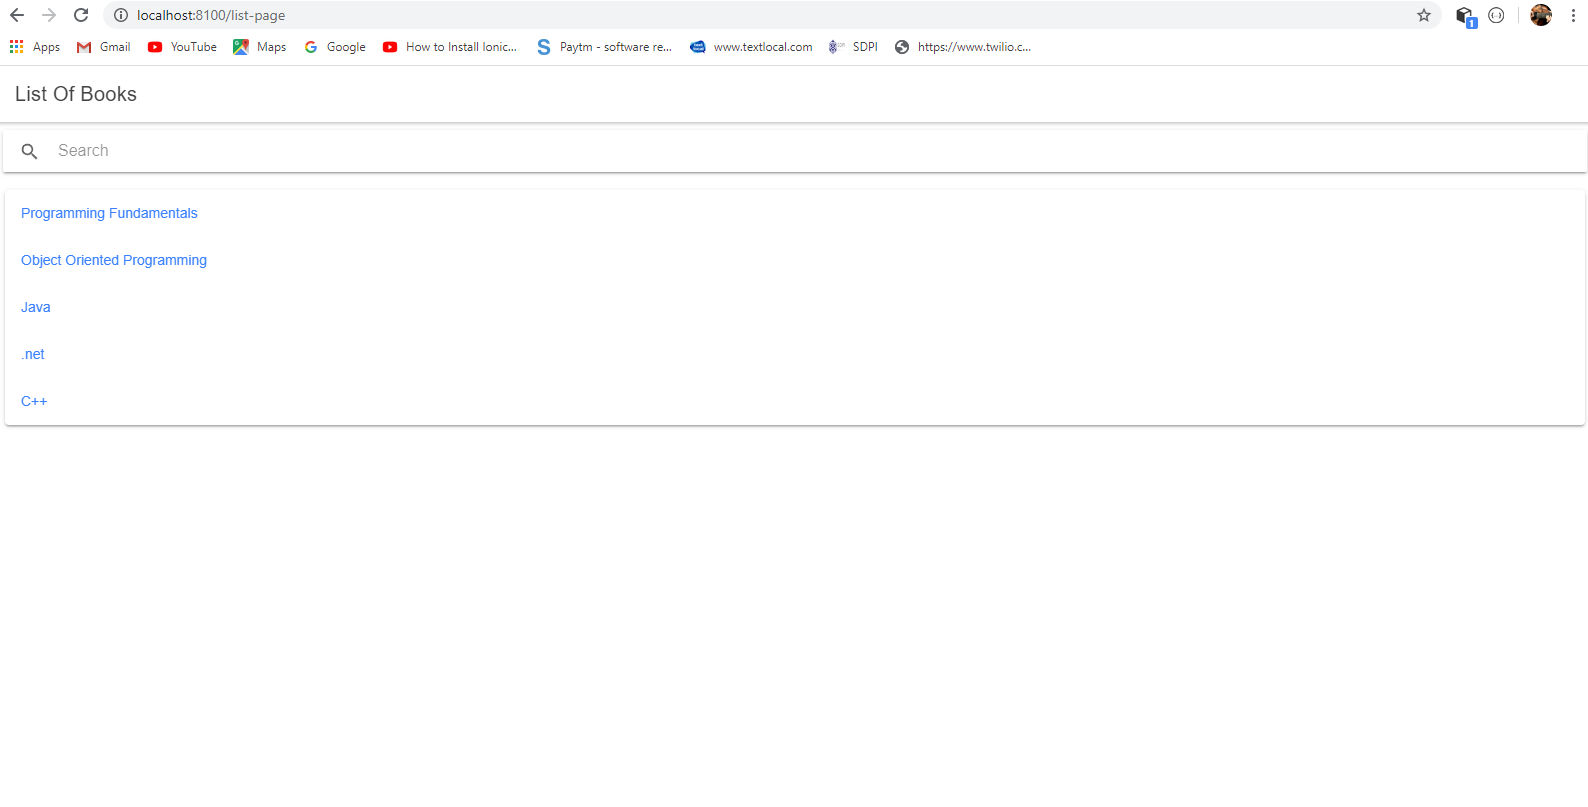 localhost:8100/list-page
1
Apps Gmail YouTube Maps Google How to Install Ionic... S Paytm - software re... www.textlocal.com SDPI https://www.twilio.c...
List Of Books
Search
Programming Fundamentals
Object Oriented Programming
Java
.net
C++